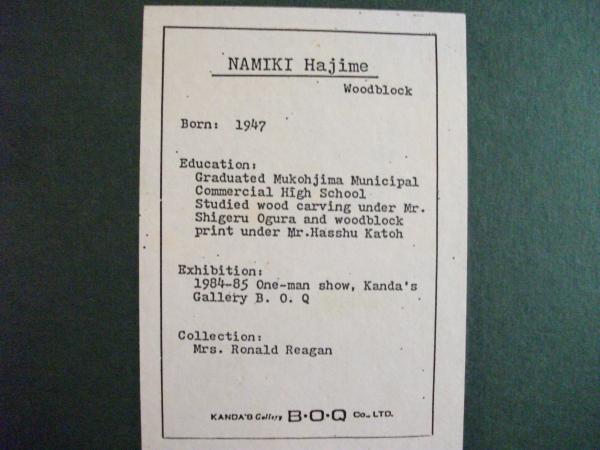 NAMIKI Hajime
Woodblock
Born: 1947
Education:
Graduated Mukohjima Municipal
Commercial High School
Studied wood carving under Mr.
Shigeru Ogura and woodblock
print under Mr.Hasshu Katoh
Exhibition:
1984-85 One-man show, Kanda's
Gallery B. O. Q
Collection:
Mrs. Ronald Reagan
KANDA'S Gallery B·O·Q Co., LTD.